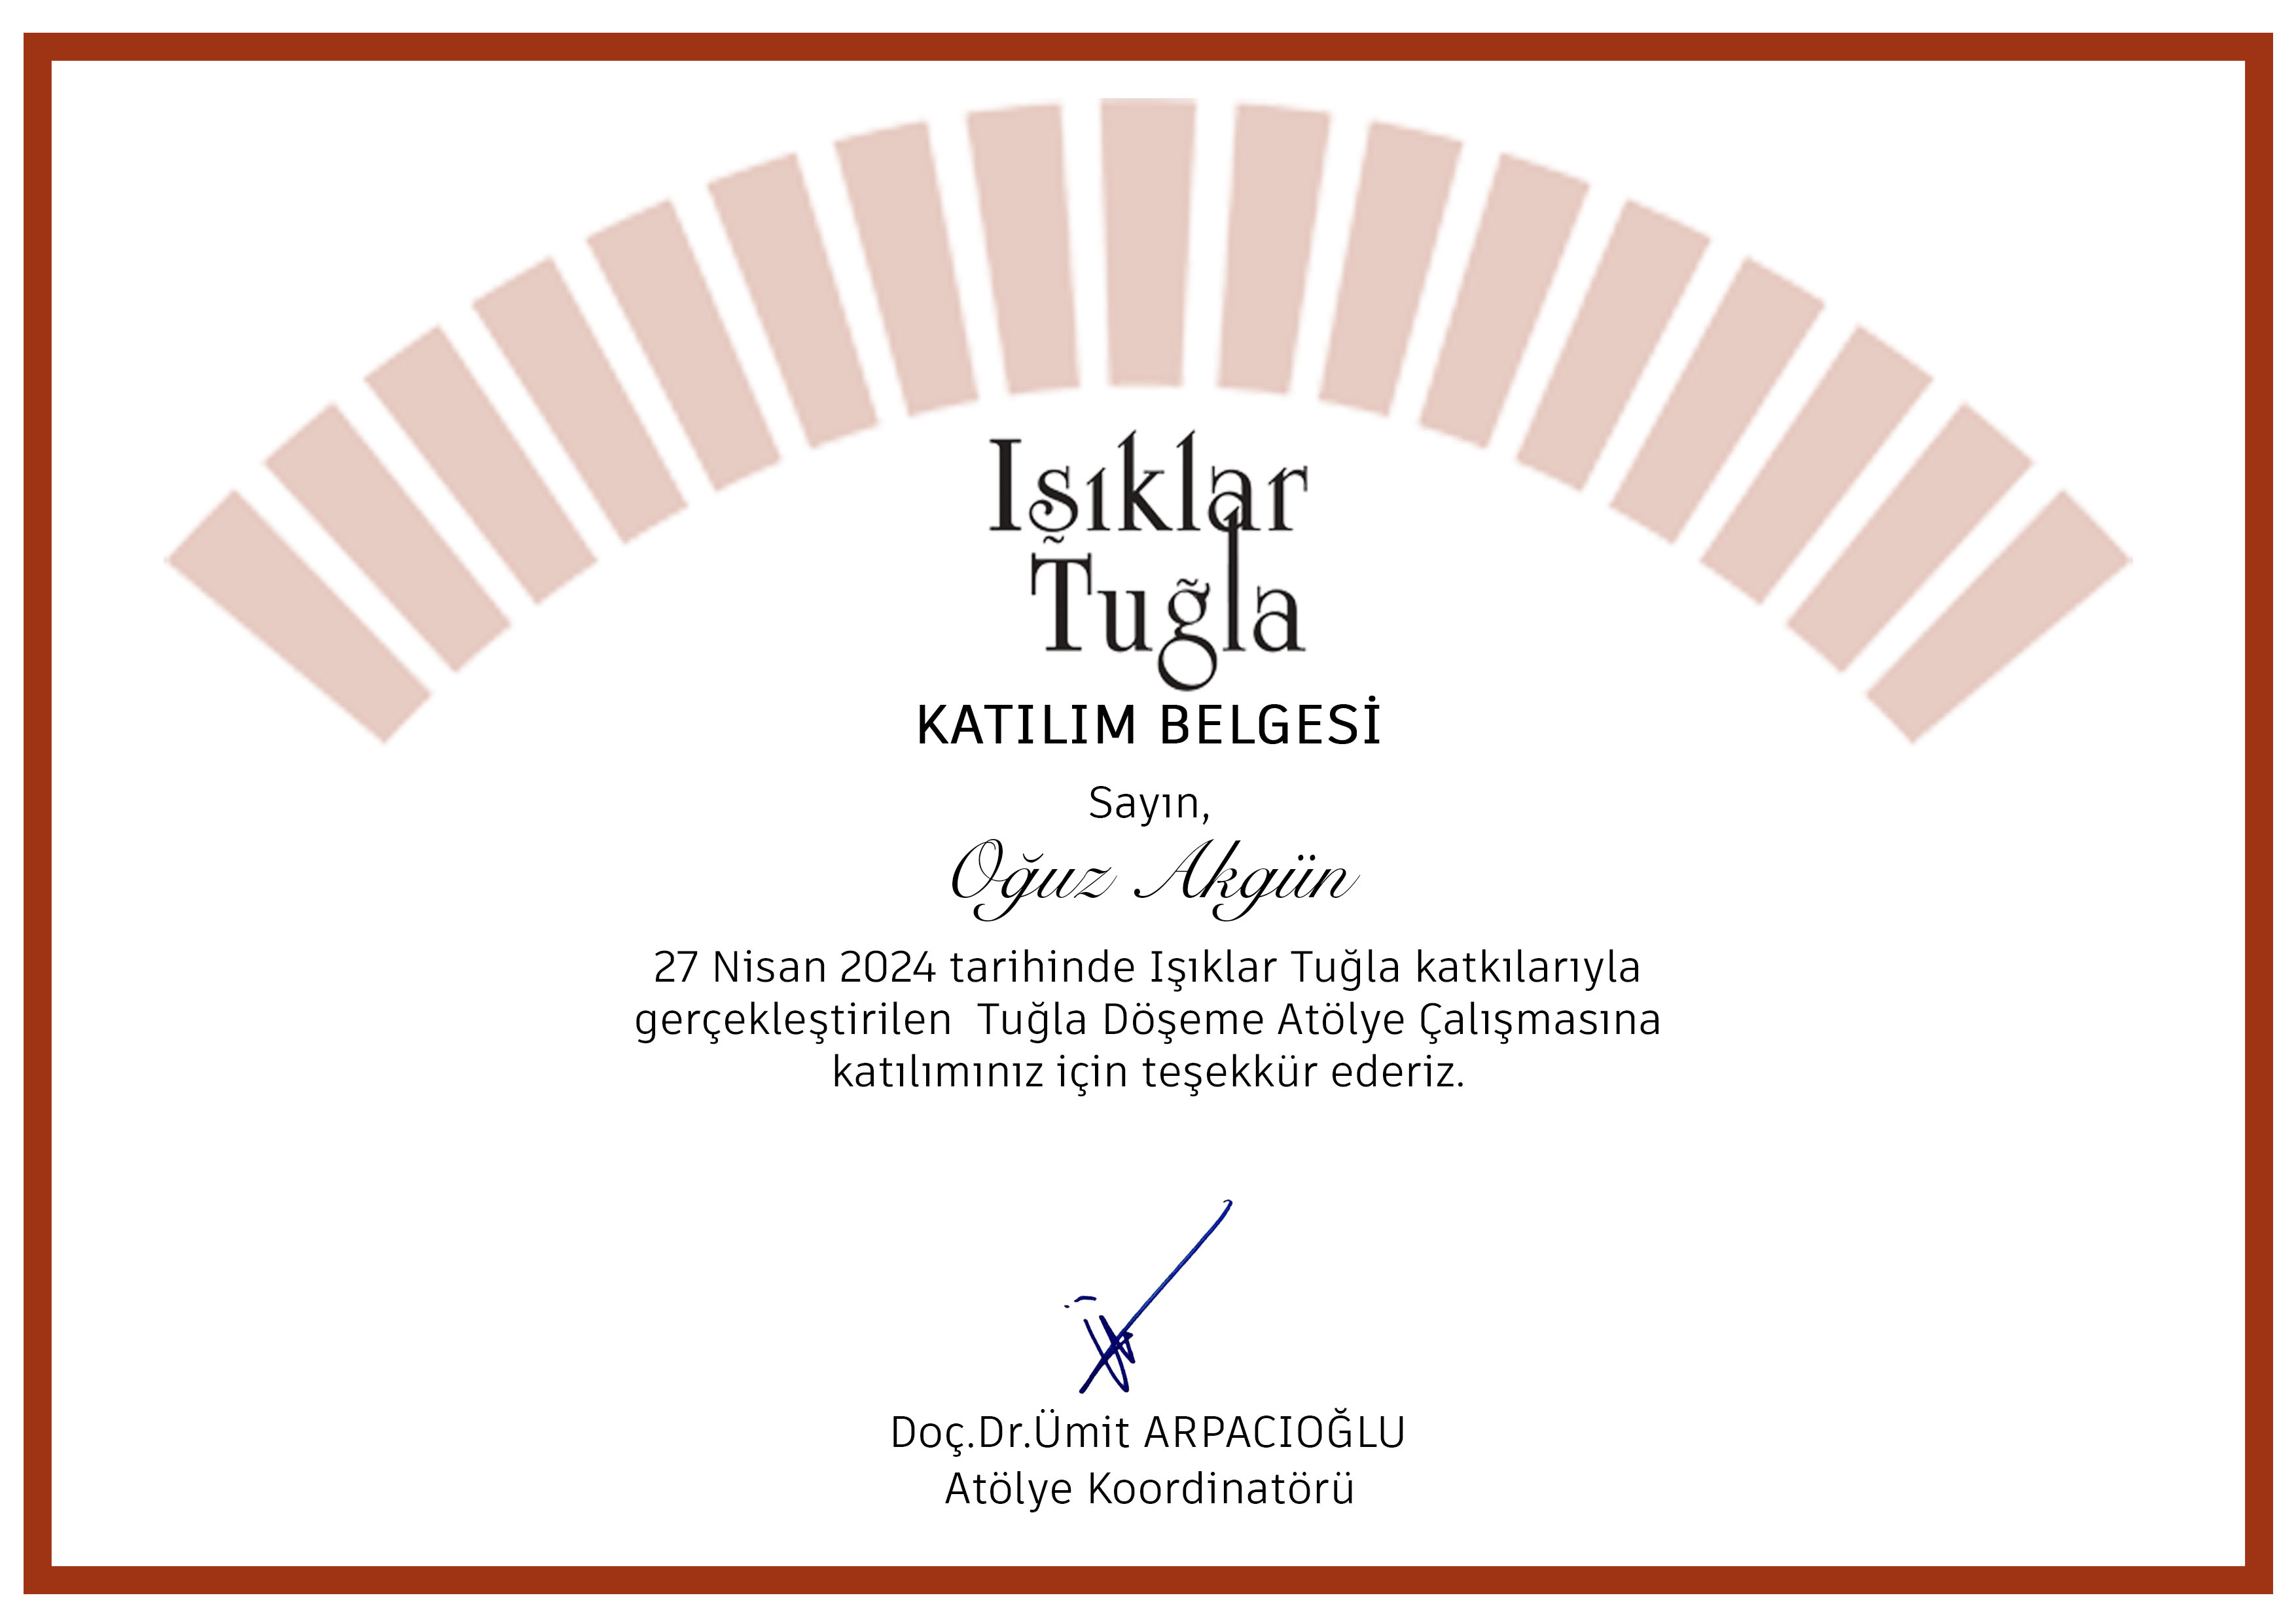 Işıklar
Tuğla
KATILIM BELGESİ
Sayın,
Oğuz Akgün
27 Nisan 2024 tarihinde Işıklar Tuğla katkılarıyla
gerçekleştirilen  Tuğla Döşeme Atölye Çalışmasına
katılımınız için teşekkür ederiz.
Doç.Dr.Ümit ARPACIOĞLU
Atölye Koordinatörü